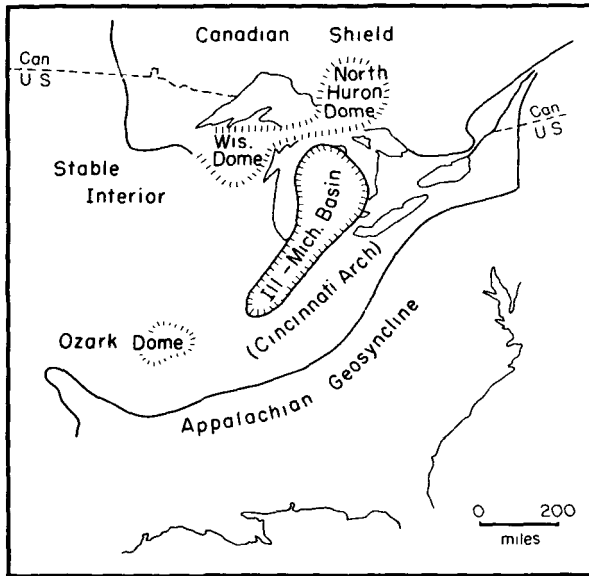 Canadian Shield
Can
U S
North
Huron
Dome
Can
US
Wis.
Dome
Stable
Interior
Ill - Mich. Basin
(Cincinnati Arch)
Ozark Dome
Appalachian Geosyncline
0 200
miles